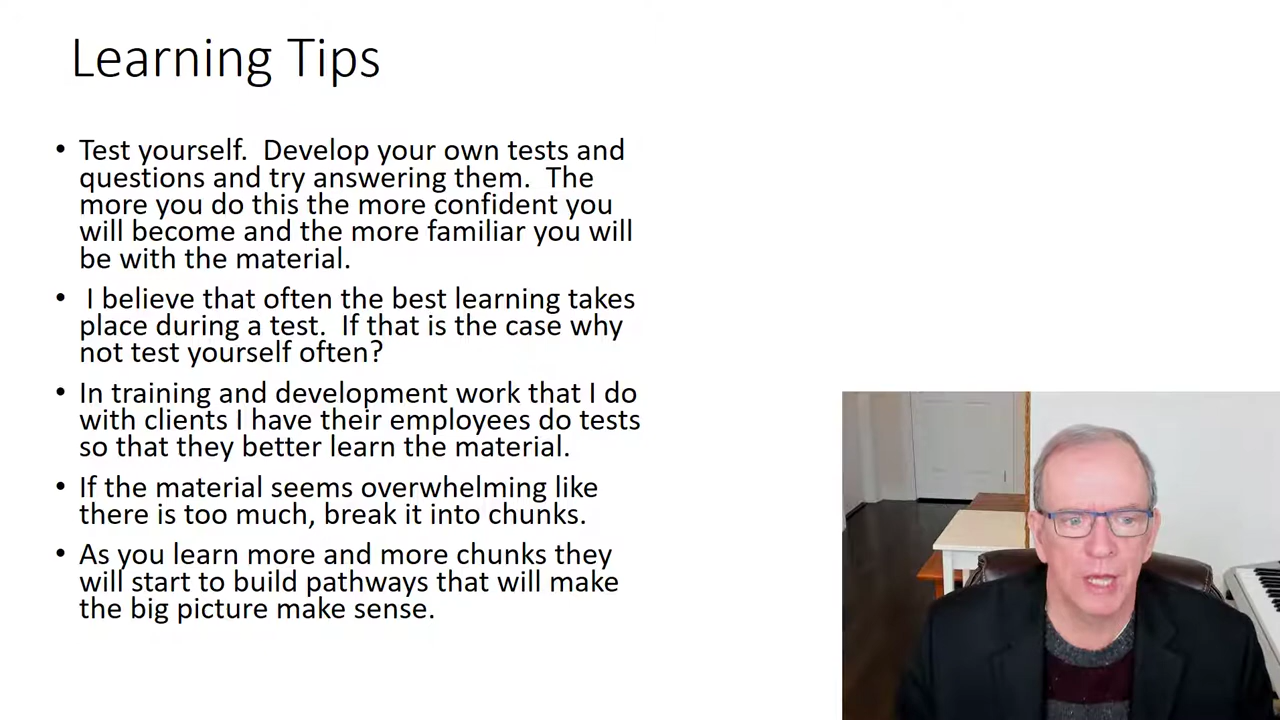 Learning Tips
• Test yourself.  Develop your own tests and
questions and try answering them.  The
more you do this the more confident you
will become and the more familiar you will
be with the material.
•  I believe that often the best learning takes
place during a test.  If that is the case why
not test yourself often?
• In training and development work that I do
with clients I have their employees do tests
so that they better learn the material.
• If the material seems overwhelming like
there is too much, break it into chunks.
• As you learn more and more chunks they
will start to build pathways that will make
the big picture make sense.